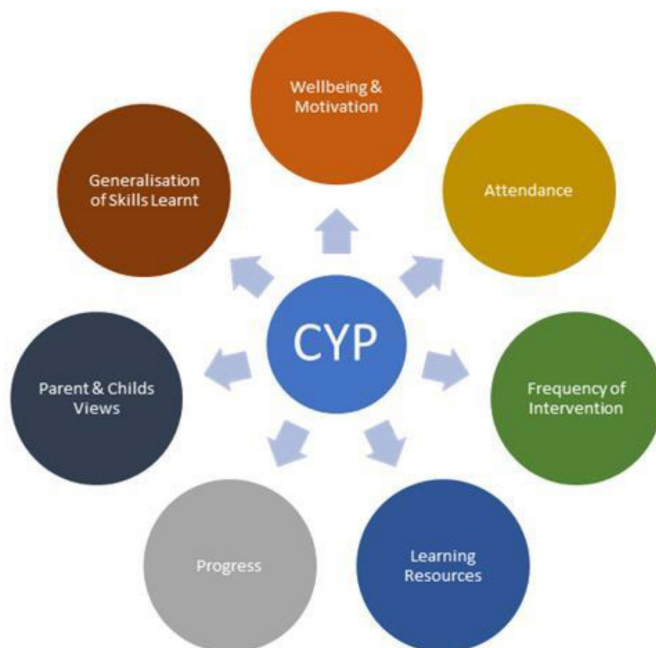 Wellbeing &
Motivation
Attendance
Frequency of
Intervention
Learning
Resources
Progress
Parent & Childs
Views
Generalisation
of Skills Learnt
CYP